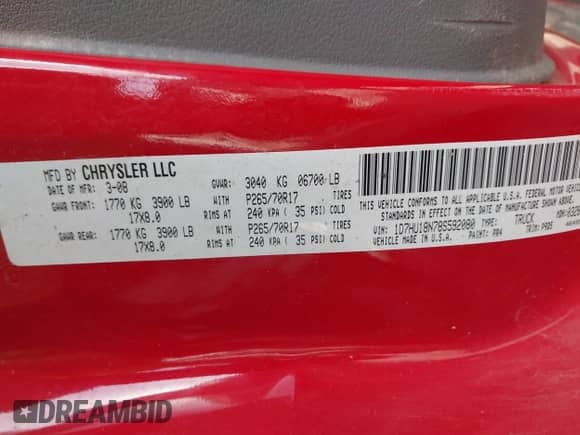 MFD BY CHRYSLER LLC
DATE OF MFR 3-08
GVWR: 3040 KG 06700 LB
GAWR FRONT: 1770 KG 3900 LB WITH P265/70R17 TIRES
17X8.0 RIMS AT 240 KPA ( 35 PSI) COLD
GAWR REAR: 1770 KG 3900 LB WITH P265/70R17 TIRES
17X8.0 RIMS AT 240 KPA ( 35 PSI) COLD
THIS VEHICLE CONFORMS TO ALL APPLICABLE U.S.A. FEDERAL MOTOR
STANDARDS IN EFFECT ON THE DATE OF MANUFACTURE SHOWN ABOVE.
VIN: 1D7HU18N78S592080 TYPE: TRUCK
MADE IN U.S.A. PAINT: PR4 TRIM: MDH:
DREAMBID